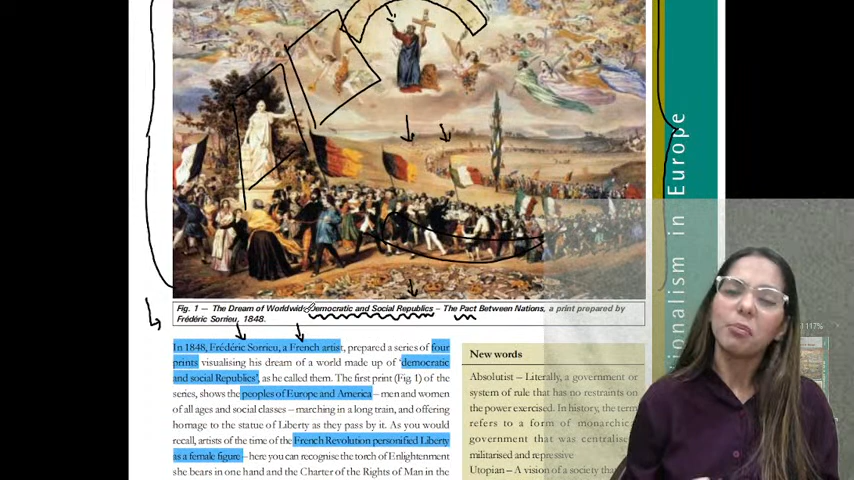 Fig. 1 — The Dream of Worldwide Democratic and Social Republics – The Pact Between Nations, a print prepared by
Frédéric Sorrieu, 1848.
In 1848, Frédéric Sorrieu, a French artist, prepared a series of four
prints visualising his dream of a world made up of ‘democratic
and social Republics’, as he called them. The first print (Fig. 1) of the
series, shows the peoples of Europe and America – men and women
of all ages and social classes – marching in a long train, and offering
homage to the statue of Liberty as they pass by it. As you would
recall, artists of the time of the French Revolution personified Liberty
as a female figure – here you can recognise the torch of Enlightenment
she bears in one hand and the Charter of the Rights of Man in the
New words
Absolutist – Literally, a government or
system of rule that has no restraints on
the power exercised. In history, the term
refers to a form of monarchical
government that was centralised,
militarised and repressive
Utopian – A vision of a society that
ionalism in Europe
117%